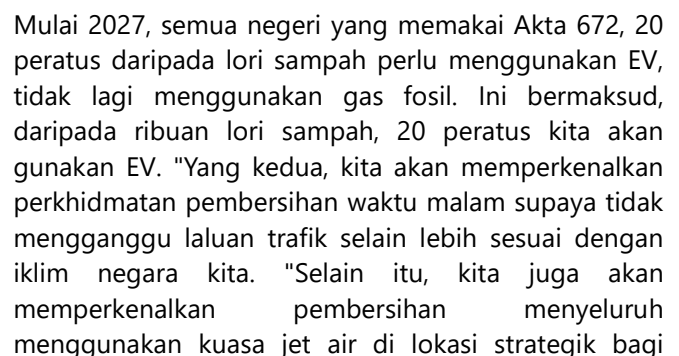 Mulai 2027, semua negeri yang memakai Akta 672, 20
peratus daripada lori sampah perlu menggunakan EV,
tidak lagi menggunakan gas fosil. Ini bermaksud,
daripada ribuan lori sampah, 20 peratus kita akan
gunakan EV. "Yang kedua, kita akan memperkenalkan
perkhidmatan pembersihan waktu malam supaya tidak
mengganggu laluan trafik selain lebih sesuai dengan
iklim negara kita. "Selain itu, kita juga akan
memperkenalkan pembersihan menyeluruh
menggunakan kuasa jet air di lokasi strategik bagi